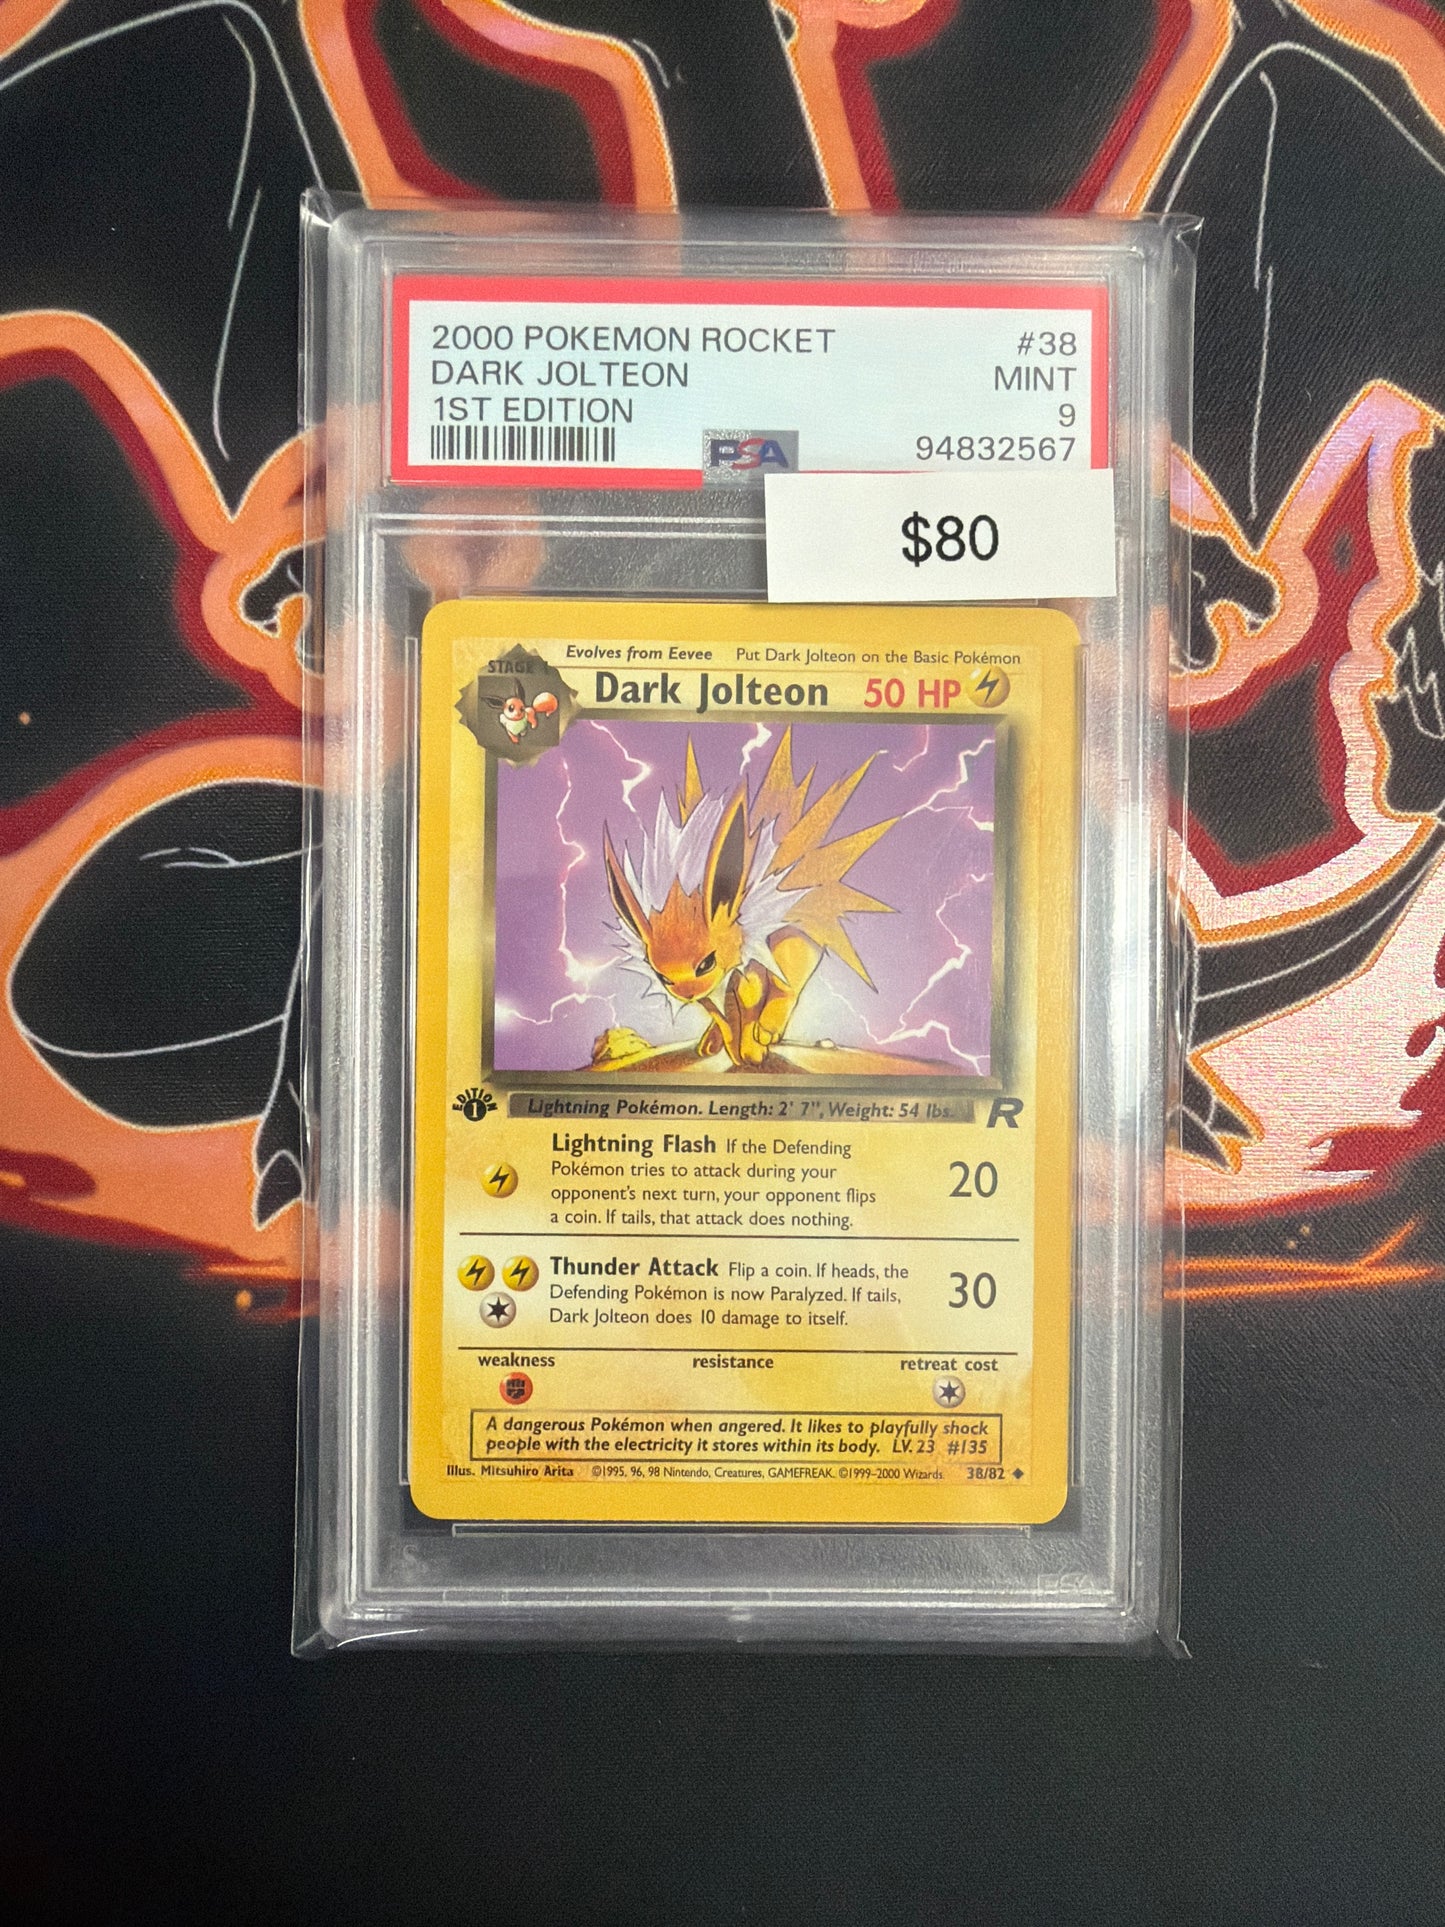 2000 POKEMON ROCKET #38
DARK JOLTEON MINT
1ST EDITION 9
PSA 94832567
$80
STAGE Evolves from Eevee Put Dark Jolteon on the Basic Pokémon
Dark Jolteon 50 HP
EDITION 1
Lightning Pokémon. Length: 2' 7", Weight: 54 lbs. R
Lightning Flash If the Defending
Pokémon tries to attack during your
opponent's next turn, your opponent flips
a coin. If tails, that attack does nothing.
20
Thunder Attack Flip a coin. If heads, the
Defending Pokémon is now Paralyzed. If tails,
Dark Jolteon does 10 damage to itself.
30
weakness resistance retreat cost
A dangerous Pokémon when angered. It likes to playfully shock
people with the electricity it stores within its body. LV. 23 #135
Illus. Mitsuhiro Arita ©1995, 96, 98 Nintendo, Creatures, GAMEFREAK. ©1999-2000 Wizards. 38/82